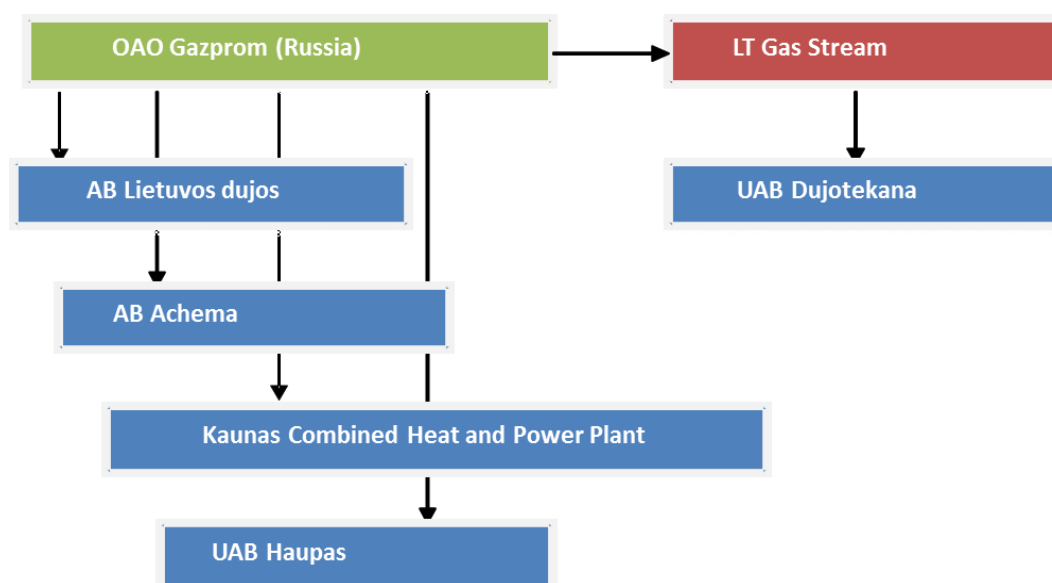 OAO Gazprom (Russia)
LT Gas Stream
AB Lietuvos dujos
UAB Dujotekana
AB Achema
Kaunas Combined Heat and Power Plant
UAB Haupas